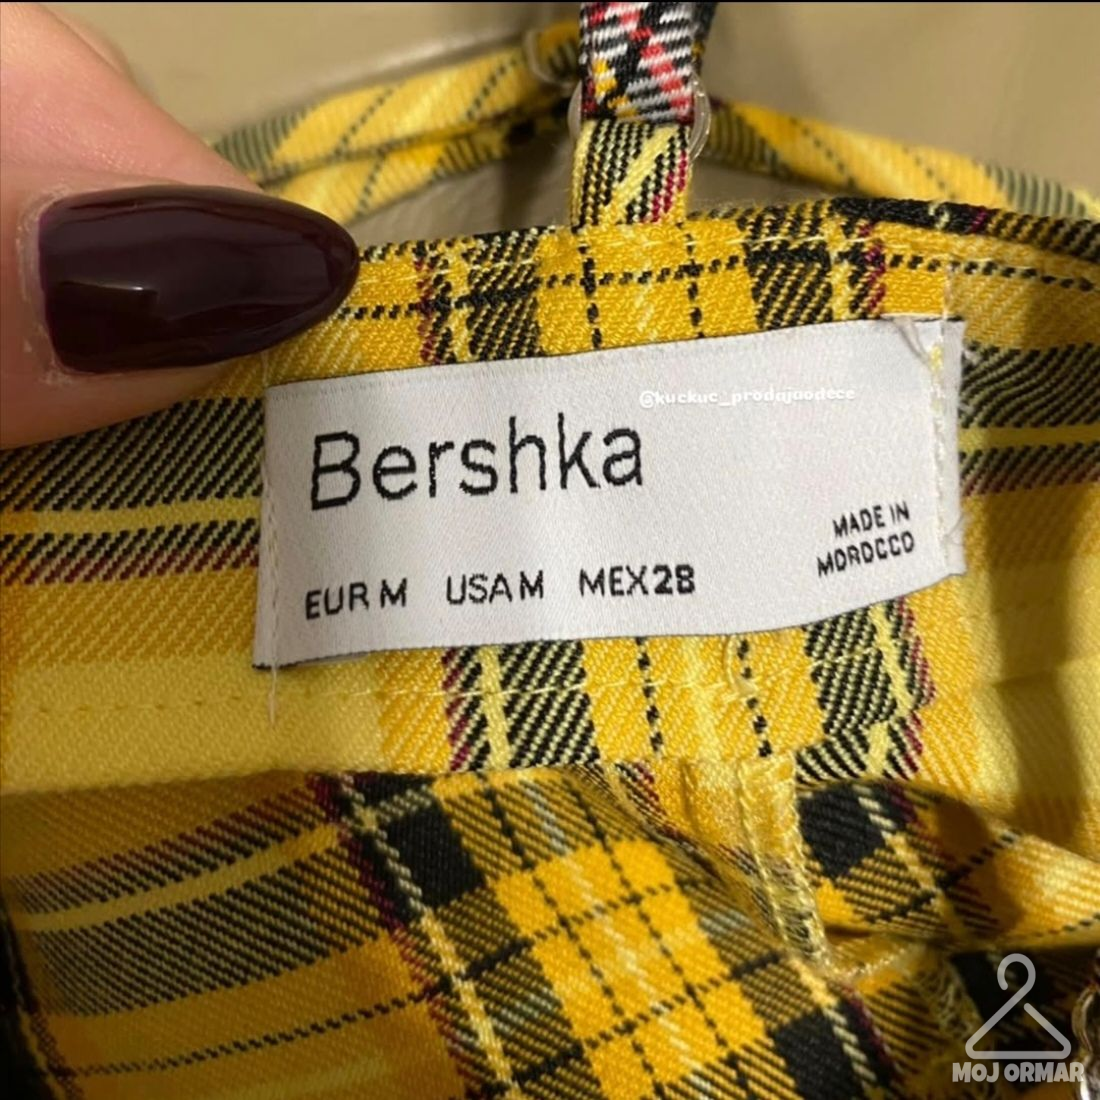 @kuckuc_prodajaodece
Bershka
MADE IN
MOROCCO
EUR M USA M MEX 28
MOJ ORMAR